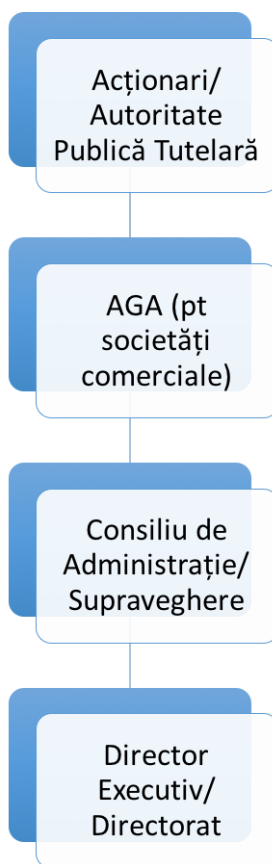 Acționari/
Autoritate
Publică Tutelară
AGA (pt
societăți
comerciale)
Consiliu de
Administrație/
Supraveghere
Director
Executiv/
Directorat